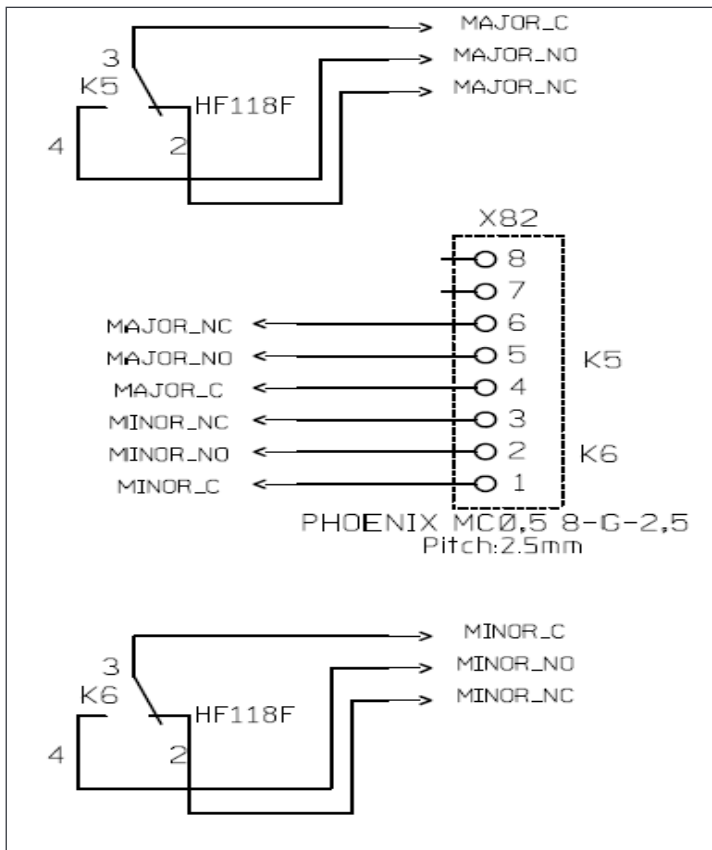 MAJOR_C
3
MAJOR_NO
K5
MAJOR_NC
HF118F
4
2
X82
8
7
MAJOR_NC
6
MAJOR_NO
5
K5
MAJOR_C
4
MINOR_NC
3
MINOR_NO
2
K6
MINOR_C
1
PHOENIX MC0,5 8-G-2,5
Pitch:2.5mm
MINOR_C
3
MINOR_NO
K6
MINOR_NC
HF118F
4
2